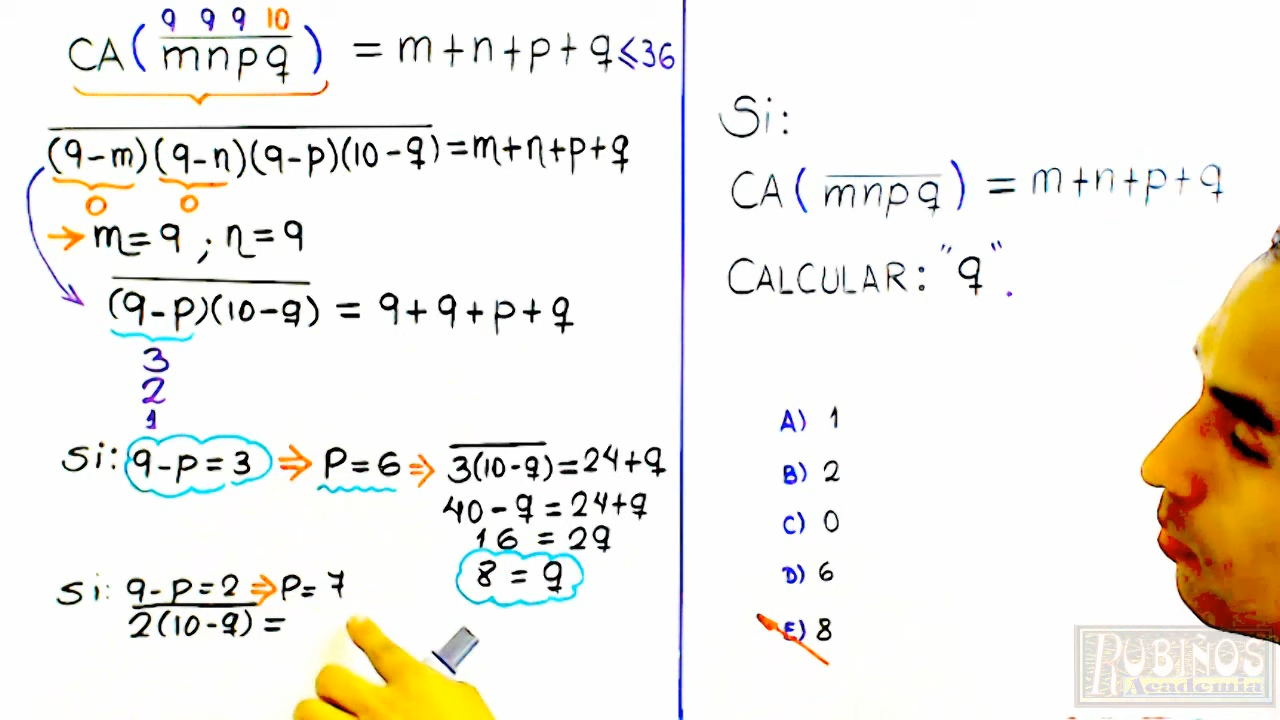 9 9 9 10
CA(mnpq) = m+n+p+q≤36
(9-m)(9-n)(9-p)(10-q)=m+n+p+q
0 0
→ m=9 ; n=9
(9-p)(10-q) = 9+9+p+q
3
2
1
Si: 9-p=3 ⇒ P=6 ⇒ 3(10-q)=24+q
40-q=24+q
16 = 2q
8 = q
Si: 9-p=2 ⇒ P=7
2(10-q)=
Si:
CA(mnpq) = m+n+p+q
CALCULAR: "q".
A) 1
B) 2
C) 0
D) 6
E) 8
RUBIÑOS
Academia